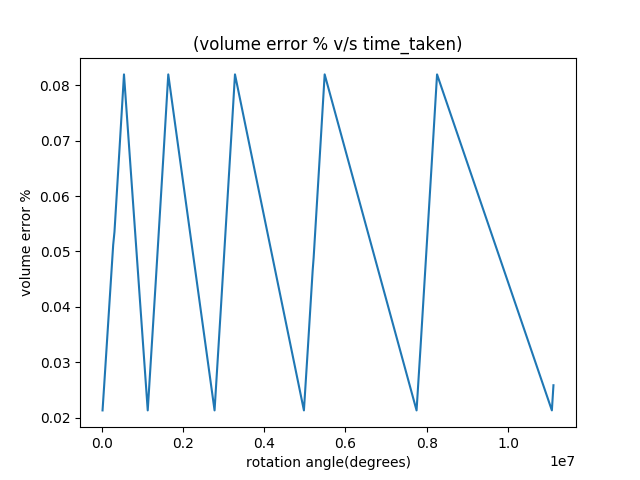 (volume error % v/s time_taken)
0.08
0.07
0.06
0.05
0.04
0.03
0.02
volume error %
0.0 0.2 0.4 0.6 0.8 1.0
1e7
rotation angle(degrees)